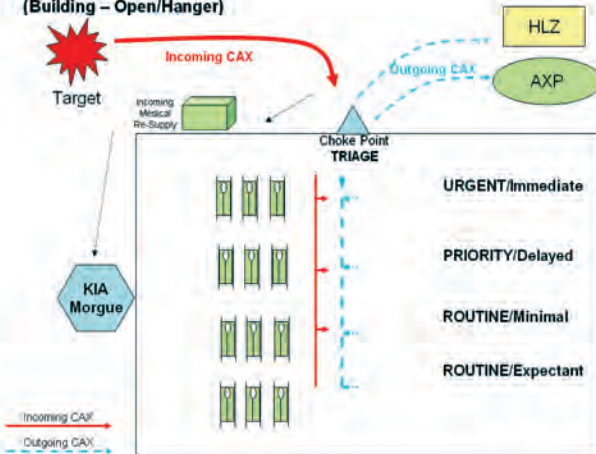 (Building – Open/Hanger)
HLZ
Incoming CAX
Outgoing CAX
AXP
Target
Incoming
Medical
Re-Supply
Choke Point
TRIAGE
URGENT/Immediate
PRIORITY/Delayed
KIA
Morgue
ROUTINE/Minimal
ROUTINE/Expectant
Incoming CAX
Outgoing CAX